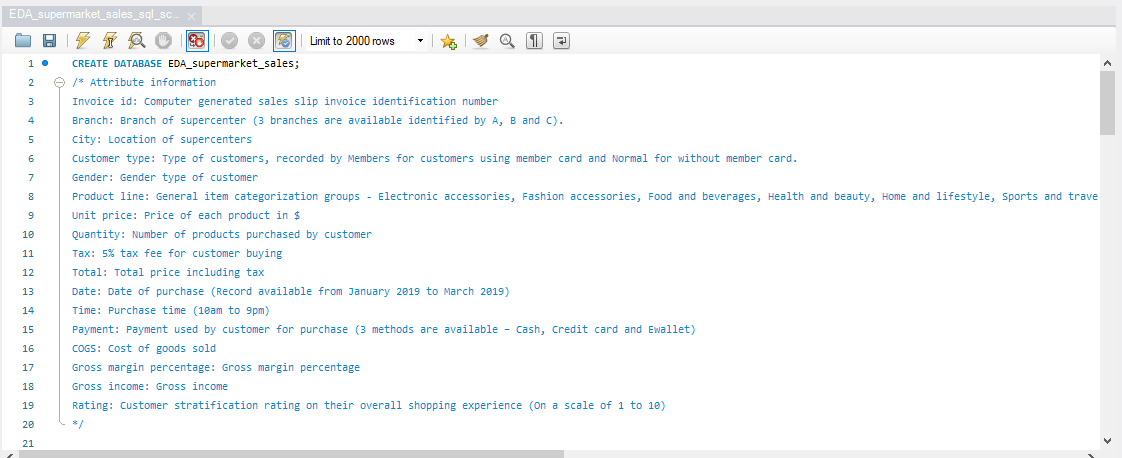 EDA_supermarket_sales_sql_sc...
Limit to 2000 rows
1 CREATE DATABASE EDA_supermarket_sales;
2 /* Attribute information
3 Invoice id: Computer generated sales slip invoice identification number
4 Branch: Branch of supercenter (3 branches are available identified by A, B and C).
5 City: Location of supercenters
6 Customer type: Type of customers, recorded by Members for customers using member card and Normal for without member card.
7 Gender: Gender type of customer
8 Product line: General item categorization groups - Electronic accessories, Fashion accessories, Food and beverages, Health and beauty, Home and lifestyle, Sports and trave
9 Unit price: Price of each product in $
10 Quantity: Number of products purchased by customer
11 Tax: 5% tax fee for customer buying
12 Total: Total price including tax
13 Date: Date of purchase (Record available from January 2019 to March 2019)
14 Time: Purchase time (10am to 9pm)
15 Payment: Payment used by customer for purchase (3 methods are available – Cash, Credit card and Ewallet)
16 COGS: Cost of goods sold
17 Gross margin percentage: Gross margin percentage
18 Gross income: Gross income
19 Rating: Customer stratification rating on their overall shopping experience (On a scale of 1 to 10)
20 */
21